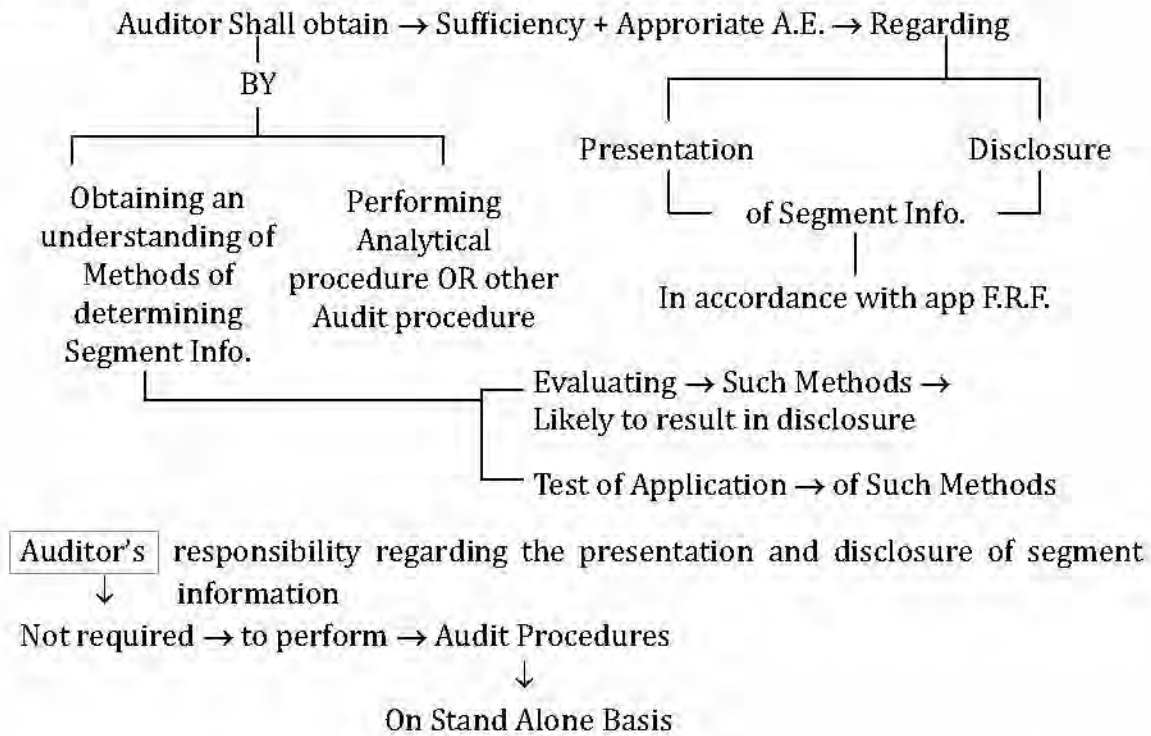 Auditor Shall obtain → Sufficiency + Approriate A.E. → Regarding
BY
Obtaining an
understanding of
Methods of
determining
Segment Info.
Performing
Analytical
procedure OR other
Audit procedure
Presentation
Disclosure
of Segment Info.
In accordance with app F.R.F.
Evaluating → Such Methods →
Likely to result in disclosure
Test of Application → of Such Methods
Auditor's responsibility regarding the presentation and disclosure of segment
information
↓
Not required → to perform → Audit Procedures
↓
On Stand Alone Basis